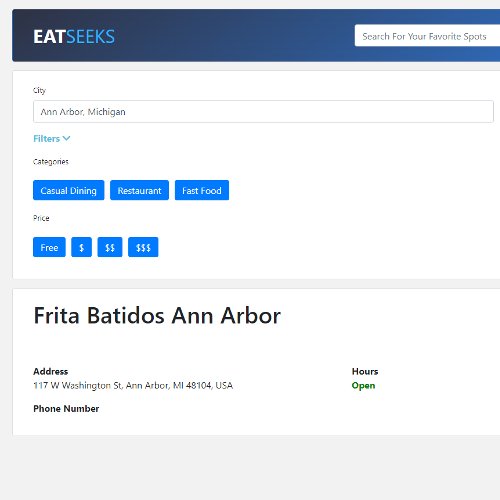 EATSEEKS
Search For Your Favorite Spots
City
Ann Arbor, Michigan
Filters
Categories
Casual Dining Restaurant Fast Food
Price
Free $ $$ $$$
Frita Batidos Ann Arbor
Address Hours
117 W Washington St, Ann Arbor, MI 48104, USA Open
Phone Number